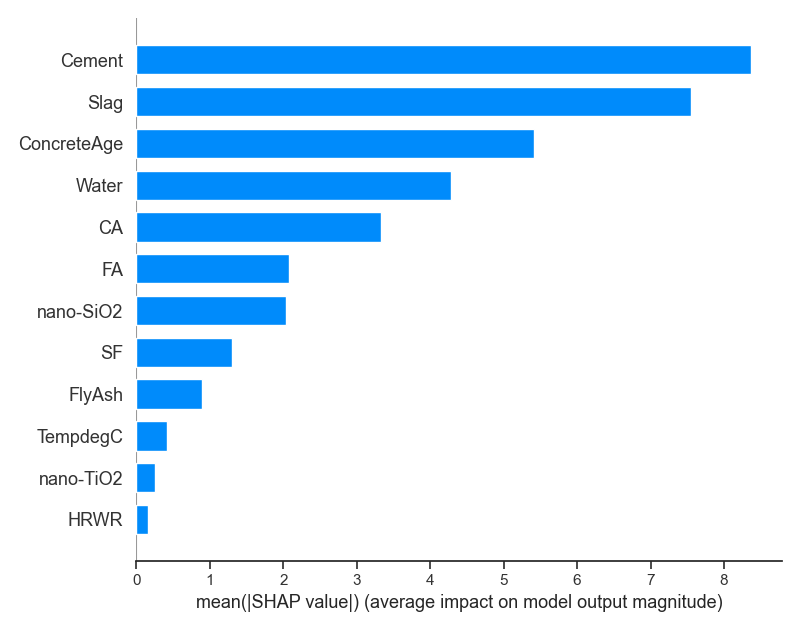 Cement
Slag
ConcreteAge
Water
CA
FA
nano-SiO2
SF
FlyAsh
TempdegC
nano-TiO2
HRWR
0 1 2 3 4 5 6 7 8
mean(|SHAP value|) (average impact on model output magnitude)